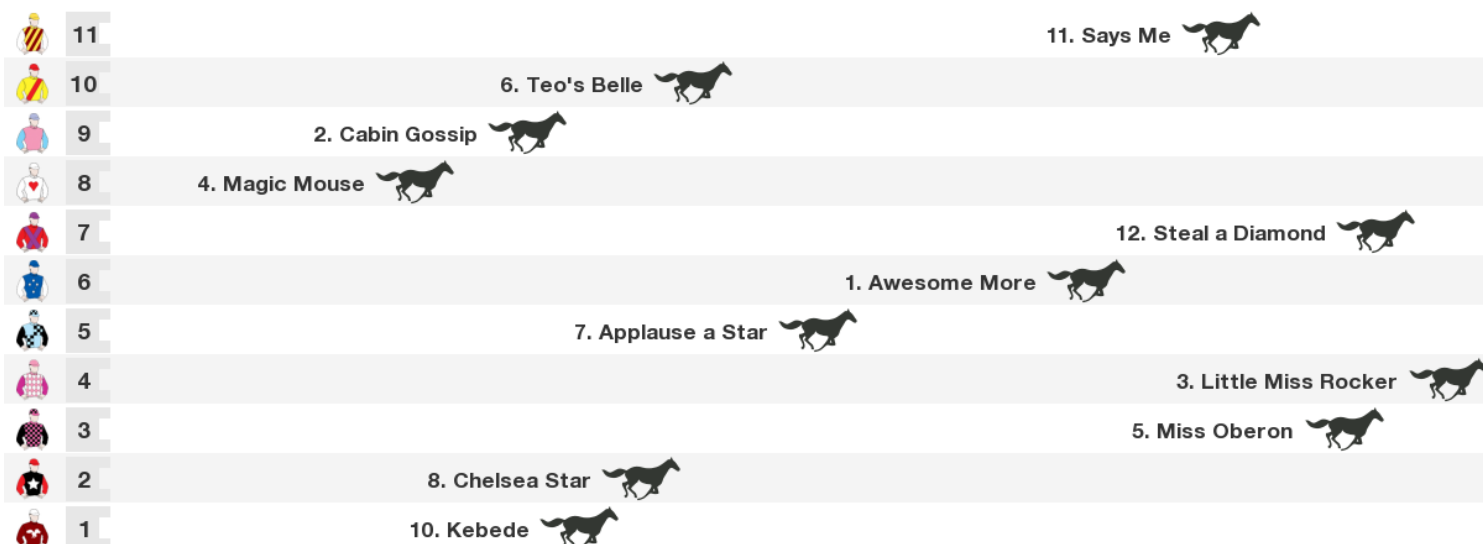 11 11. Says Me
10 6. Teo's Belle
9 2. Cabin Gossip
8 4. Magic Mouse
7 12. Steal a Diamond
6 1. Awesome More
5 7. Applause a Star
4 3. Little Miss Rocker
3 5. Miss Oberon
2 8. Chelsea Star
1 10. Kebede